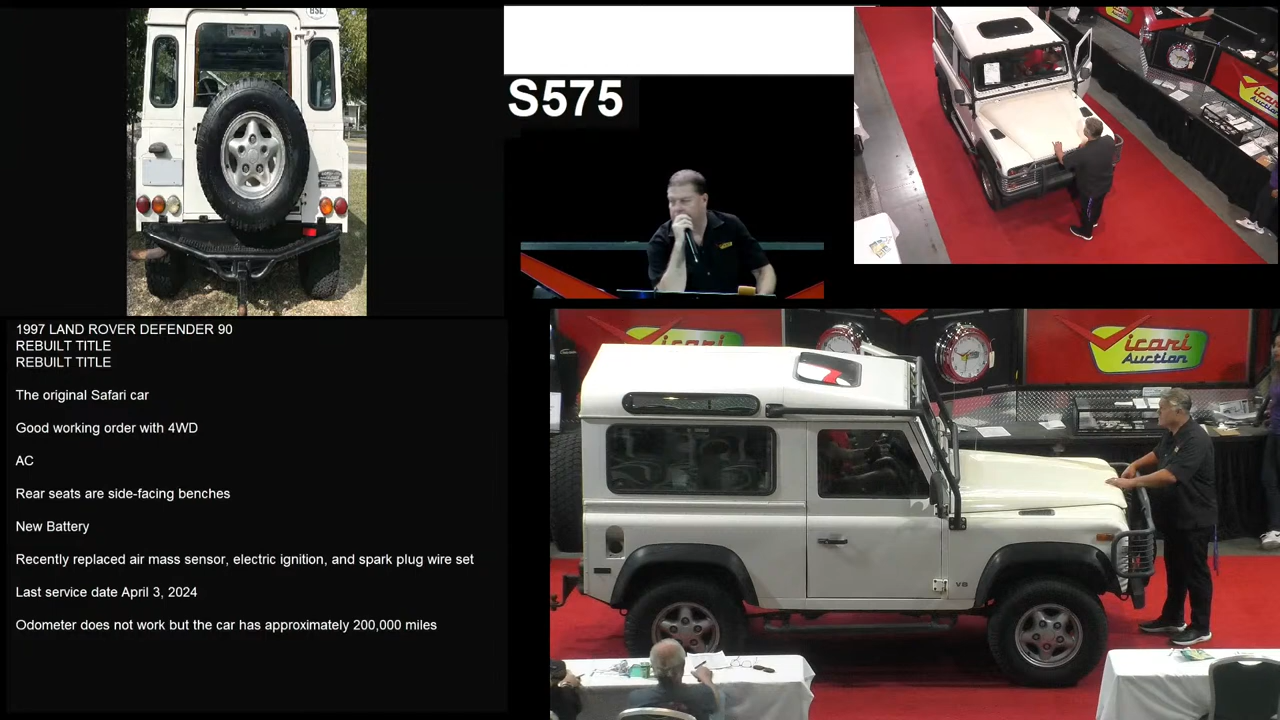 BSC
S575
1997 LAND ROVER DEFENDER 90
REBUILT TITLE
REBUILT TITLE
The original Safari car
Good working order with 4WD
AC
Rear seats are side-facing benches
New Battery
Recently replaced air mass sensor, electric ignition, and spark plug wire set
Last service date April 3, 2024
Odometer does not work but the car has approximately 200,000 miles
Vicari
Auction
Vicari
Auction
V8